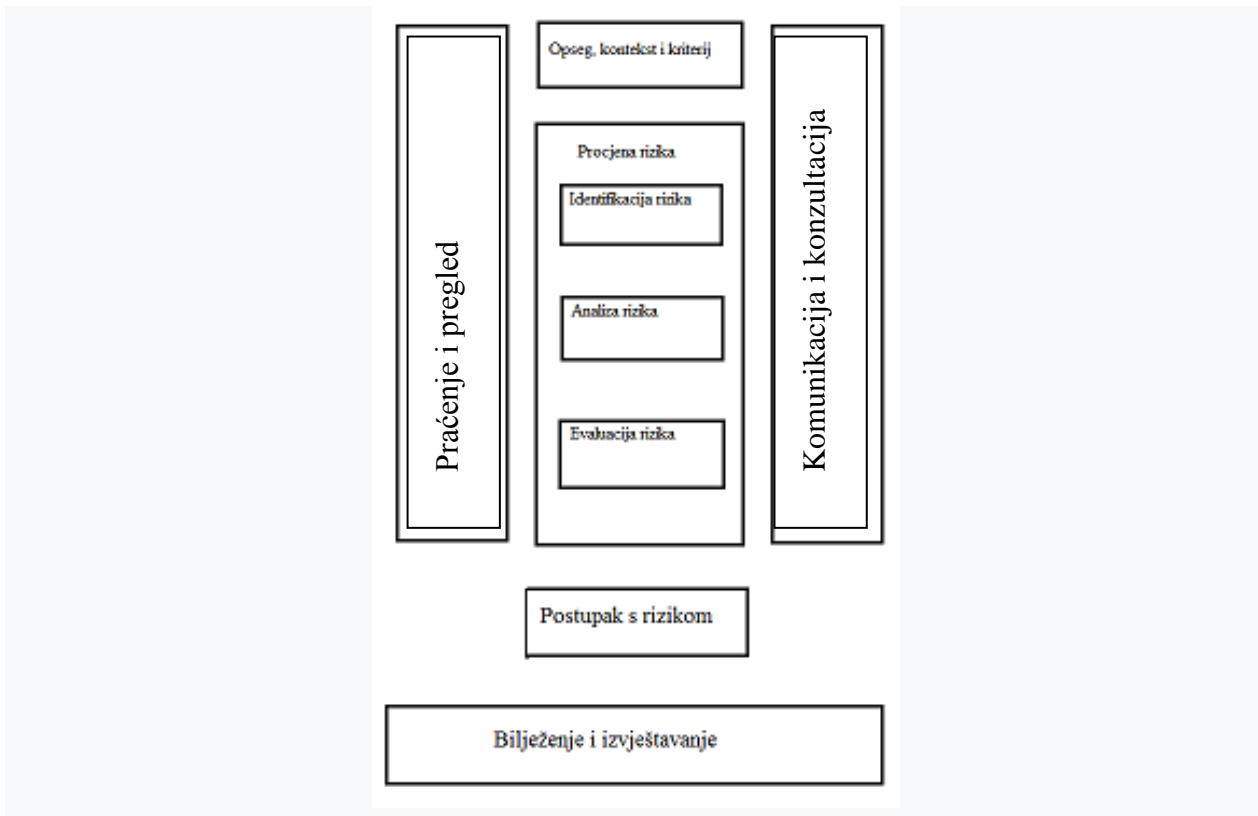 Opseg, kontekst i kriterij
Procjena rizika
Identifikacija rizika
Analiza rizika
Evaluacija rizika
Praćenje i pregled
Komunikacija i konzultacija
Postupak s rizikom
Bilježenje i izvještavanje